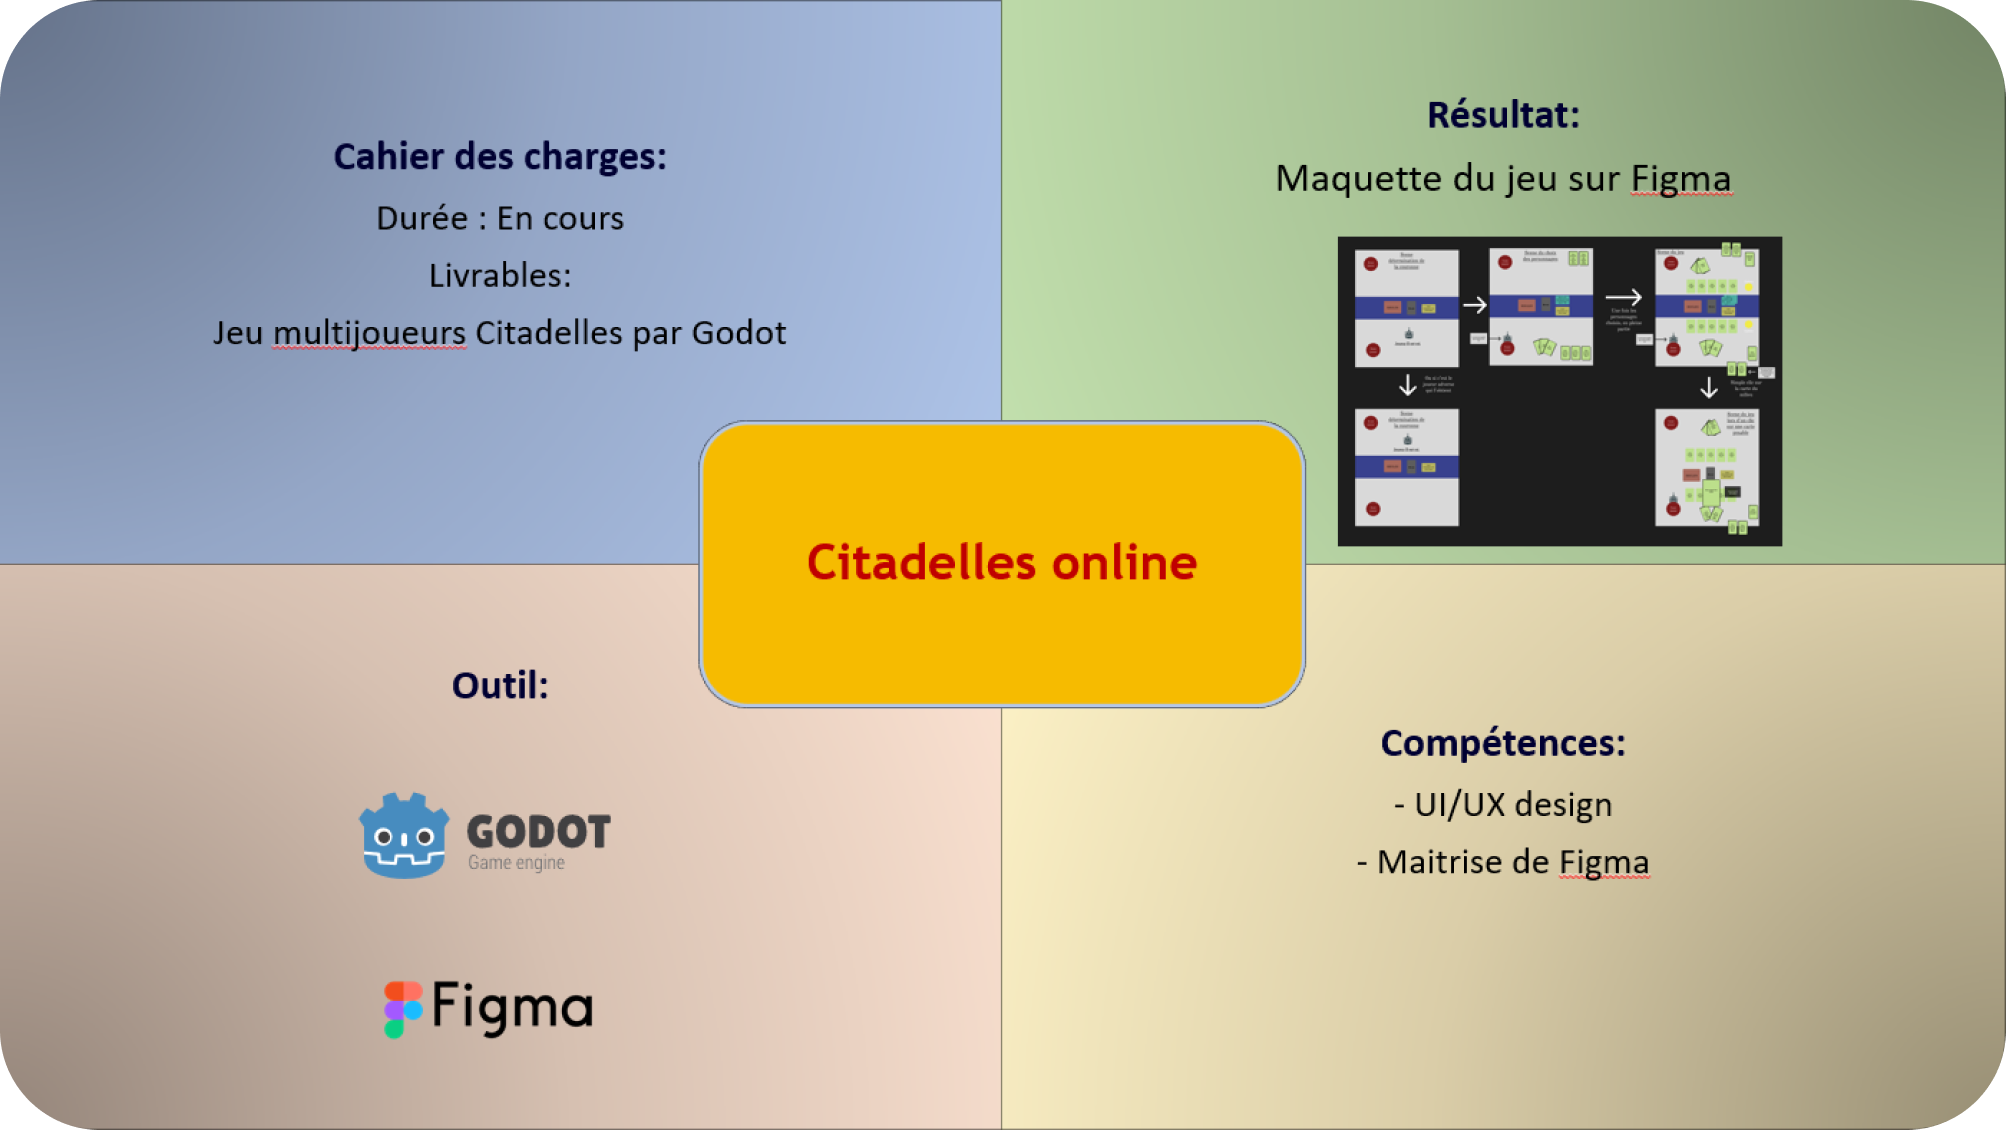 Cahier des charges:
Durée : En cours
Livrables:
Jeu multijoueurs Citadelles par Godot
Résultat:
Maquette du jeu sur Figma
Citadelles online
Outil:
GODOT
Game engine
Figma
Compétences:
- UI/UX design
- Maitrise de Figma